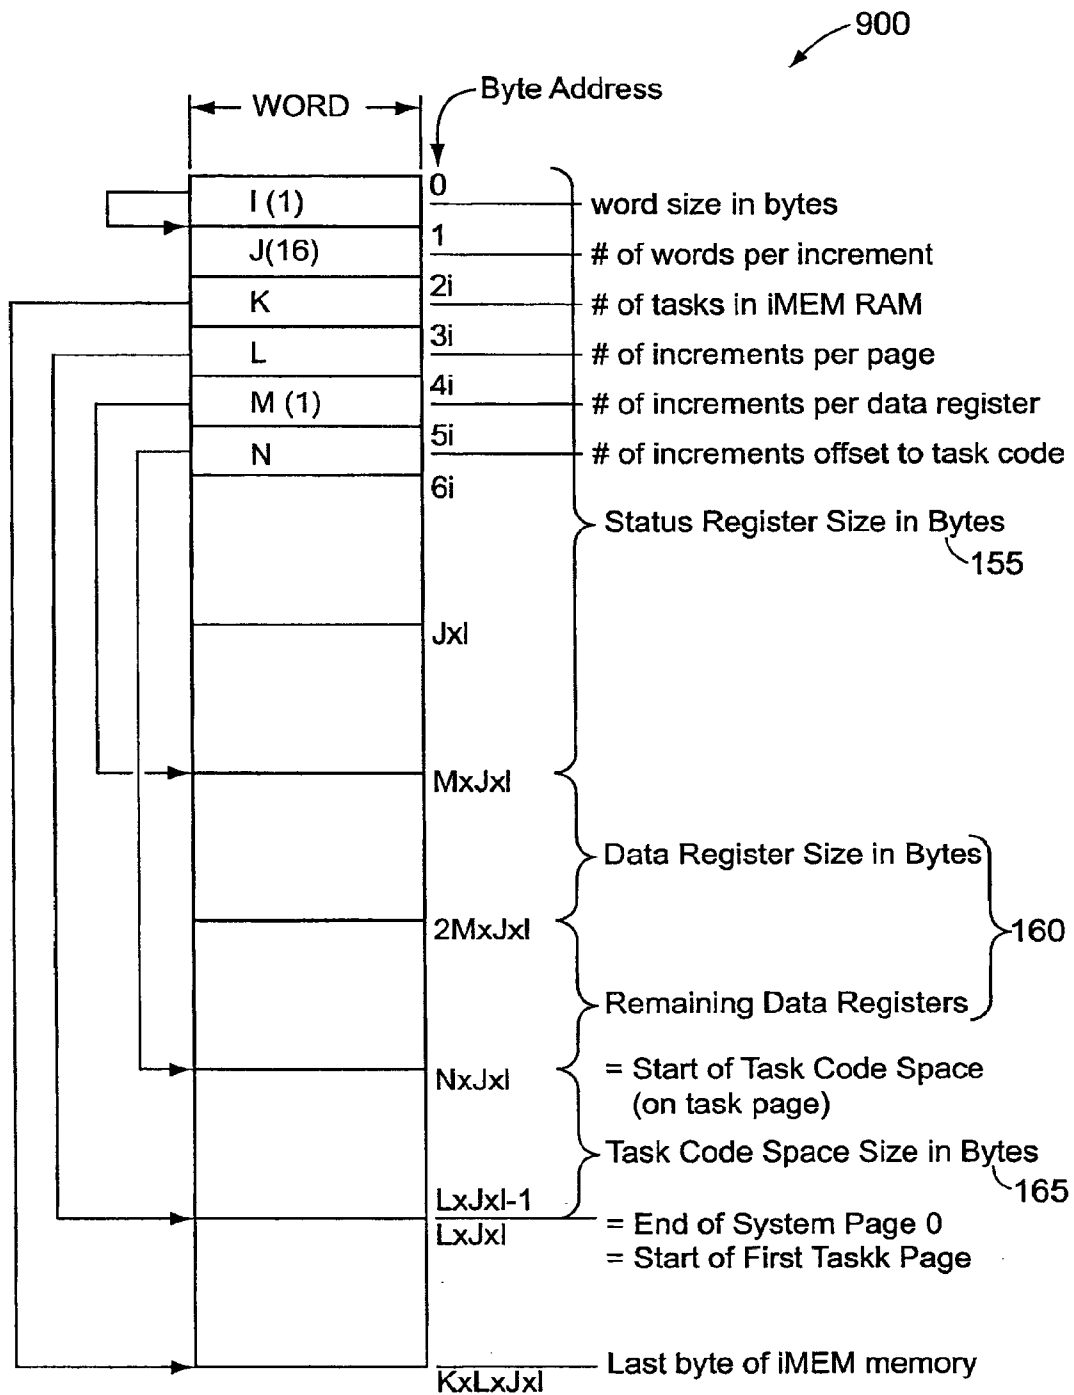 900
Byte Address
WORD
0
I (1)
word size in bytes
1
J(16)
# of words per increment
2i
K
# of tasks in iMEM RAM
3i
L
# of increments per page
4i
M (1)
# of increments per data register
5i
N
# of increments offset to task code
6i
Status Register Size in Bytes
155
JxI
MxJxI
Data Register Size in Bytes
2MxJxI
160
Remaining Data Registers
NxJxI
= Start of Task Code Space
(on task page)
Task Code Space Size in Bytes
165
LxJxI-1
LxJxI
= End of System Page 0
= Start of First Taskk Page
Last byte of iMEM memory
KxLxJxI